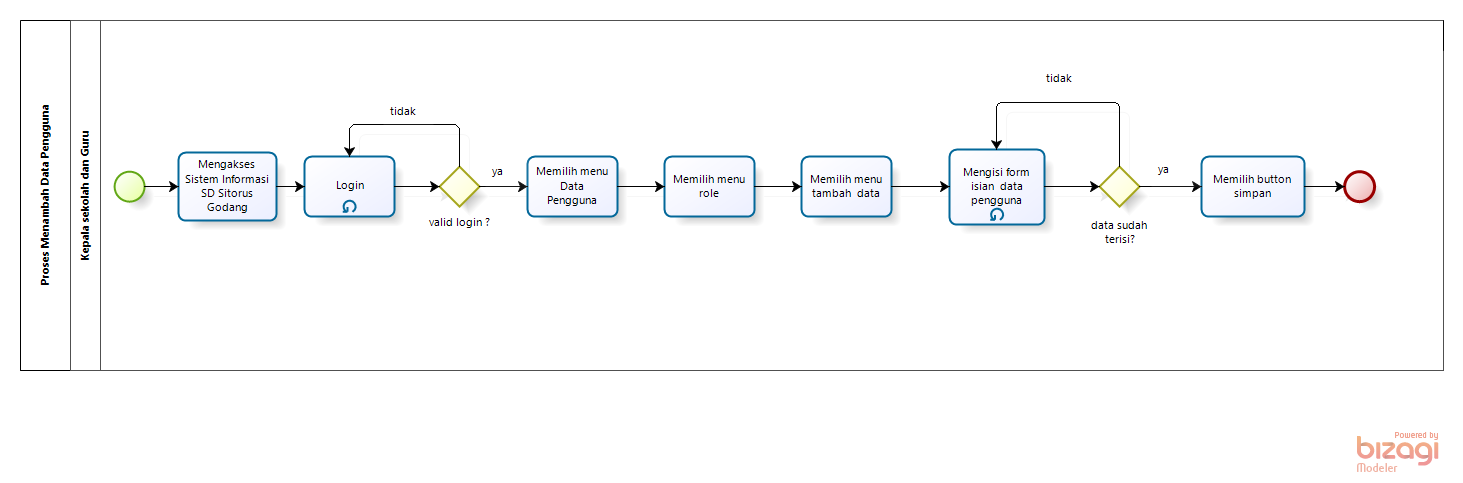 Proses Menambah Data Pengguna
Kepala sekolah dan Guru
Mengakses
Sistem Informasi
SD Sitorus
Godang
Login
tidak
valid login ?
ya
Memilih menu
Data
Pengguna
Memilih menu
role
Memilih menu
tambah data
Mengisi form
isian data
pengguna
tidak
data sudah
terisi?
ya
Memilih button
simpan
Powered by
bizagi
Modeler